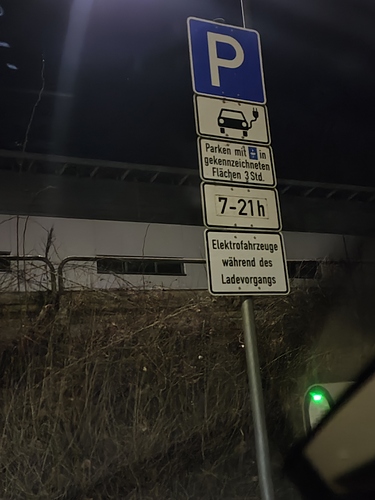 P
Parken mit in
gekennzeichneten
Flächen 3 Std.
7-21h
Elektrofahrzeuge
während des
Ladevorgangs